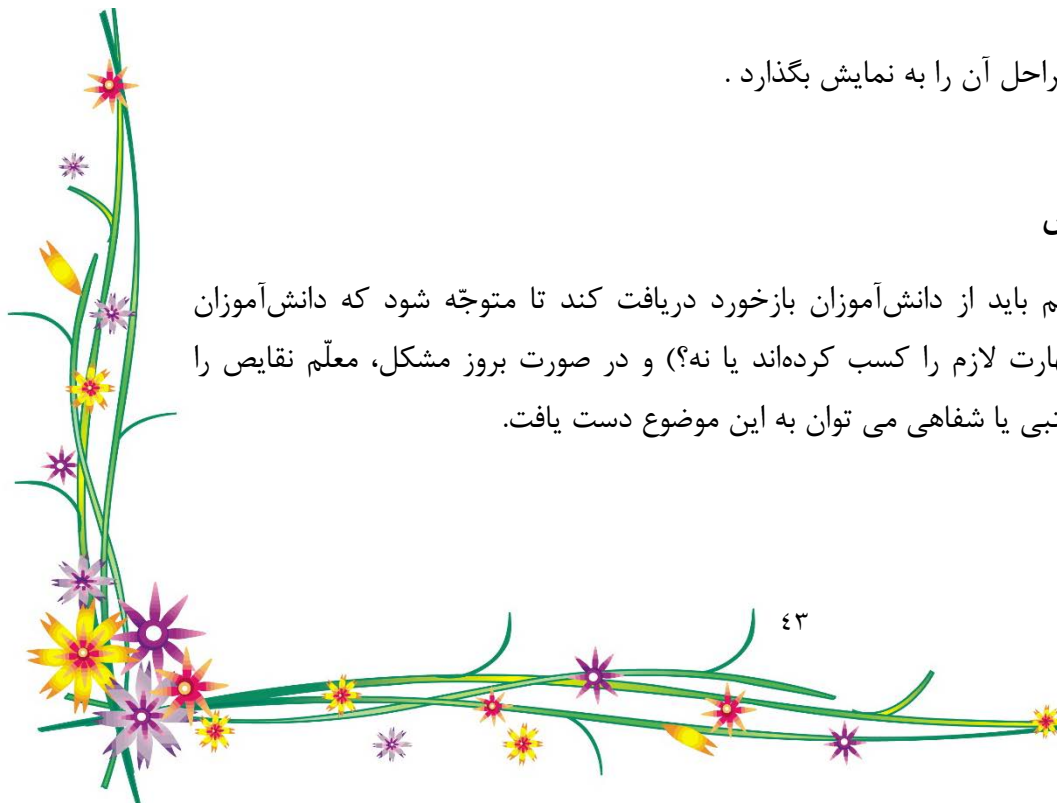 راحل آن را به نمایش بگذارد .
م باید از دانش‌آموزان بازخورد دریافت کند تا متوجّه شود که دانش‌آموزان
هارت لازم را کسب کرده‌اند یا نه؟) و در صورت بروز مشکل، معلّم نقایص را
تبی یا شفاهی می توان به این موضوع دست یافت.
٤٣